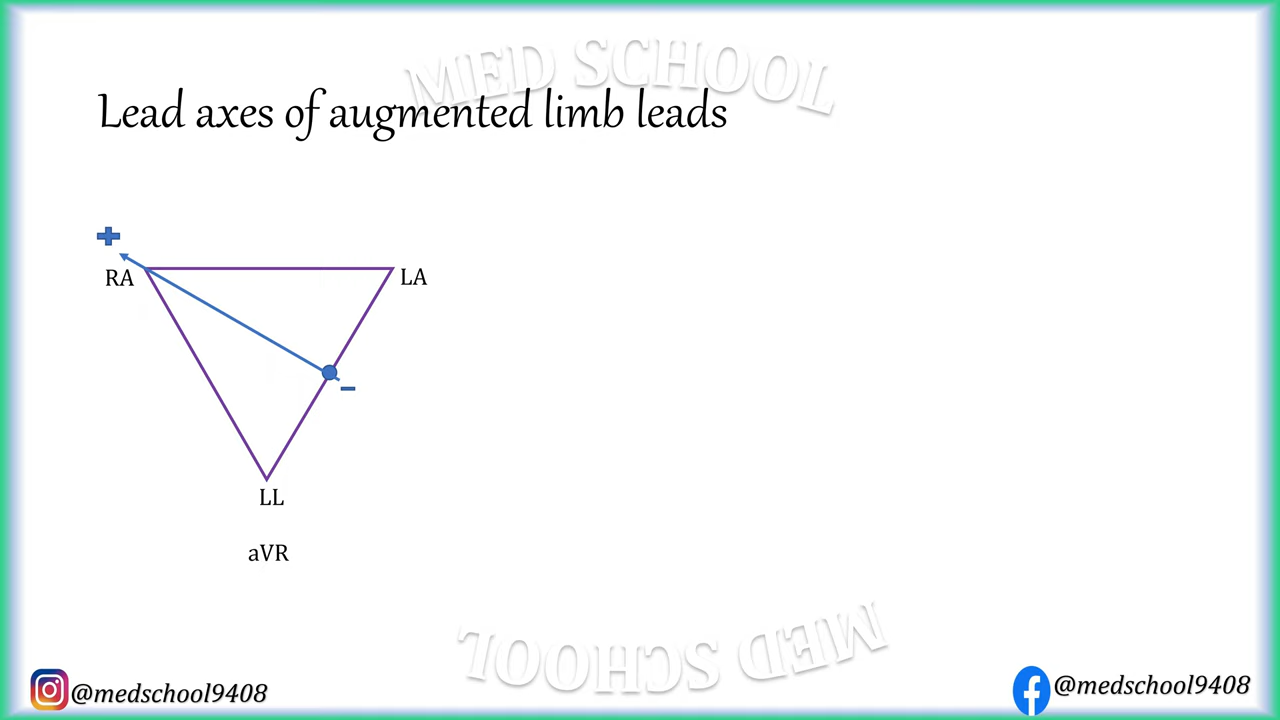 MED SCHOOL
Lead axes of augmented limb leads
+
RA
LA
-
LL
aVR
MED SCHOOL
@medschool9408
@medschool9408